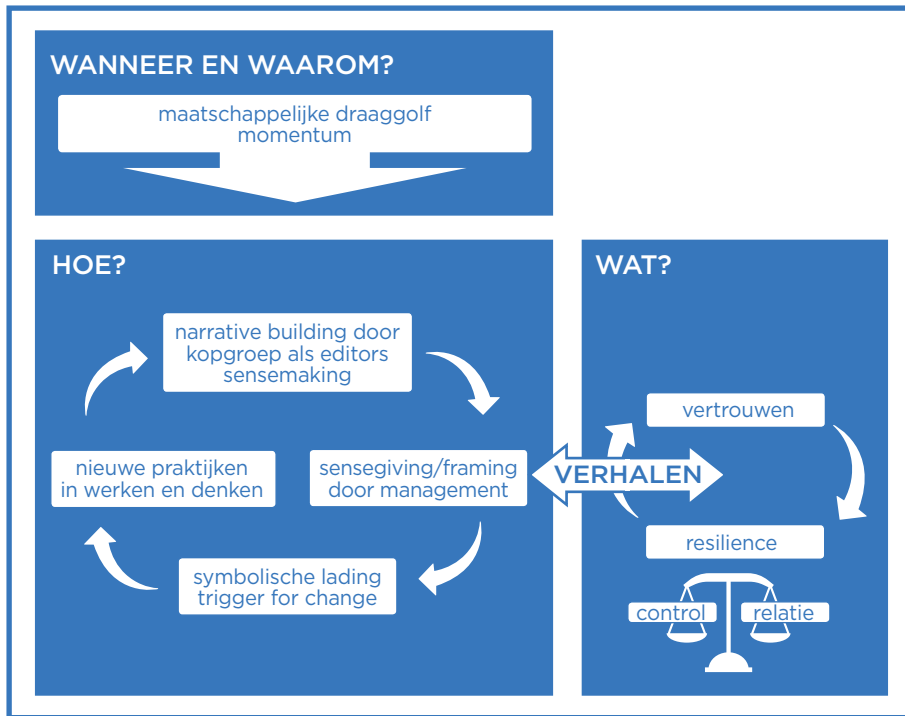 WANNEER EN WAAROM?
maatschappelijke draaggolf
momentum
HOE?
narrative building door
kopgroep als editors
sensemaking
nieuwe praktijken
in werken en denken
sensegiving/framing
door management
symbolische lading
trigger for change
VERHALEN
WAT?
vertrouwen
resilience
control
relatie